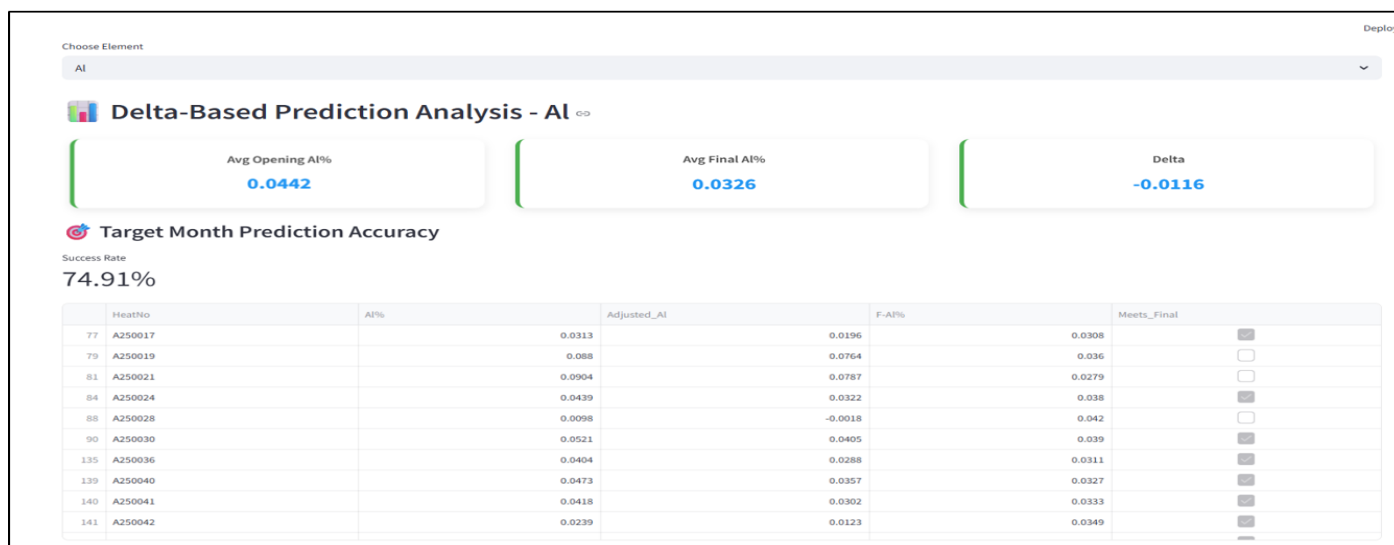 Deploy
Choose Element
Al
Delta-Based Prediction Analysis - Al
Avg Opening Al% Avg Final Al% Delta
0.0442 0.0326 -0.0116
Target Month Prediction Accuracy
Success Rate
74.91%
HeatNo Al% Adjusted_Al F-Al% Meets_Final
77 A250017 0.0313 0.0196 0.0308
79 A250019 0.088 0.0764 0.036
81 A250021 0.0904 0.0787 0.0279
84 A250024 0.0439 0.0322 0.038
88 A250028 0.0098 -0.0018 0.042
90 A250030 0.0521 0.0405 0.039
135 A250036 0.0404 0.0288 0.0311
139 A250040 0.0473 0.0357 0.0327
140 A250041 0.0418 0.0302 0.0333
141 A250042 0.0239 0.0123 0.0349